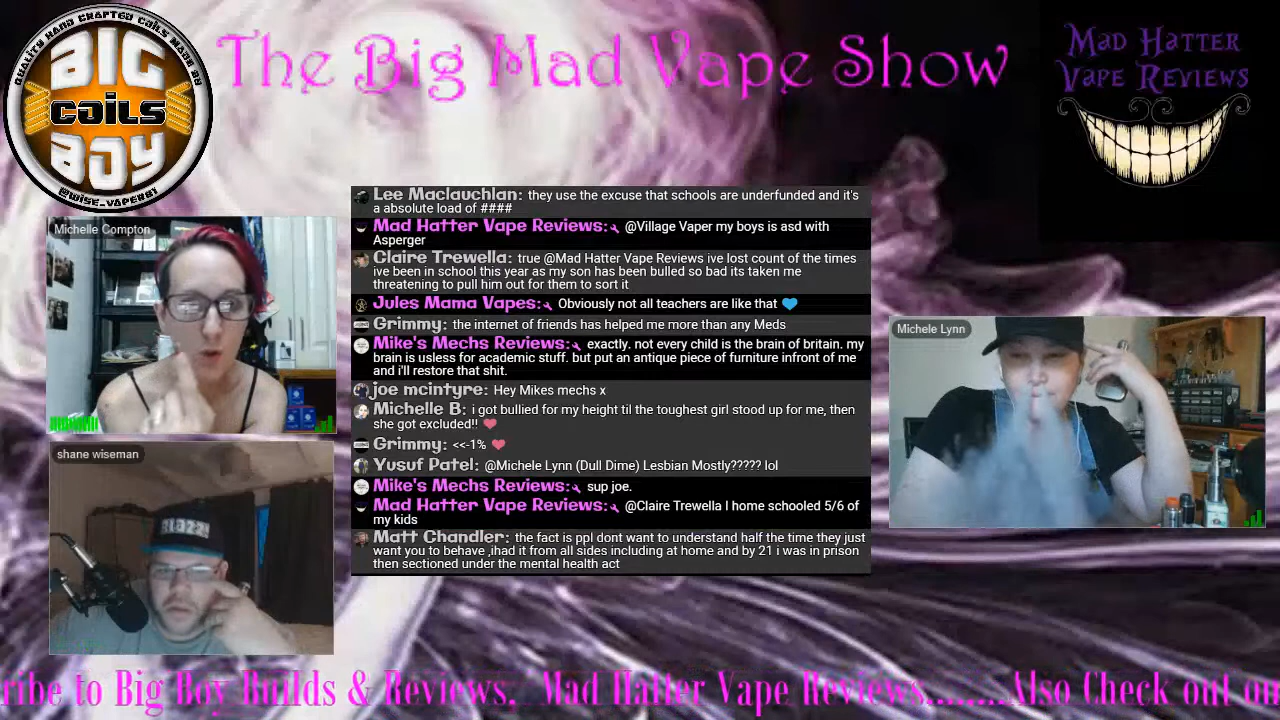 QUALITY HAND CRAFTED COILS MADE BY
BIG
COILS
BOY
@WISE_VAPER81
The Big Mad Vape Show
Mad Hatter
Vape Reviews
Michelle Compton
shane wiseman
Lee Maclauchlan: they use the excuse that schools are underfunded and it's
a absolute load of ####
Mad Hatter Vape Reviews: @Village Vaper my boys is asd with
Asperger
Claire Trewella: true @Mad Hatter Vape Reviews ive lost count of the times
ive been in school this year as my son has been bulled so bad its taken me
threatening to pull him out for them to sort it
Jules Mama Vapes: Obviously not all teachers are like that
Grimmy: the internet of friends has helped me more than any Meds
Mike's Mechs Reviews: exactly. not every child is the brain of britain. my
brain is usless for academic stuff. but put an antique piece of furniture infront of me
and i'll restore that shit.
joe mcintyre: Hey Mikes mechs x
Michelle B: i got bullied for my height til the toughest girl stood up for me, then
she got excluded!!
Grimmy: <<-1%
Yusuf Patel: @Michele Lynn (Dull Dime) Lesbian Mostly????? lol
Mike's Mechs Reviews: sup joe.
Mad Hatter Vape Reviews: @Claire Trewella I home schooled 5/6 of
my kids
Matt Chandler: the fact is ppl dont want to understand half the time they just
want you to behave ,ihad it from all sides including at home and by 21 i was in prison
then sectioned under the mental health act
Michele Lynn
ribe to Big Boy Builds & Reviews, Mad Hatter Vape Reviews........Also Check out ou